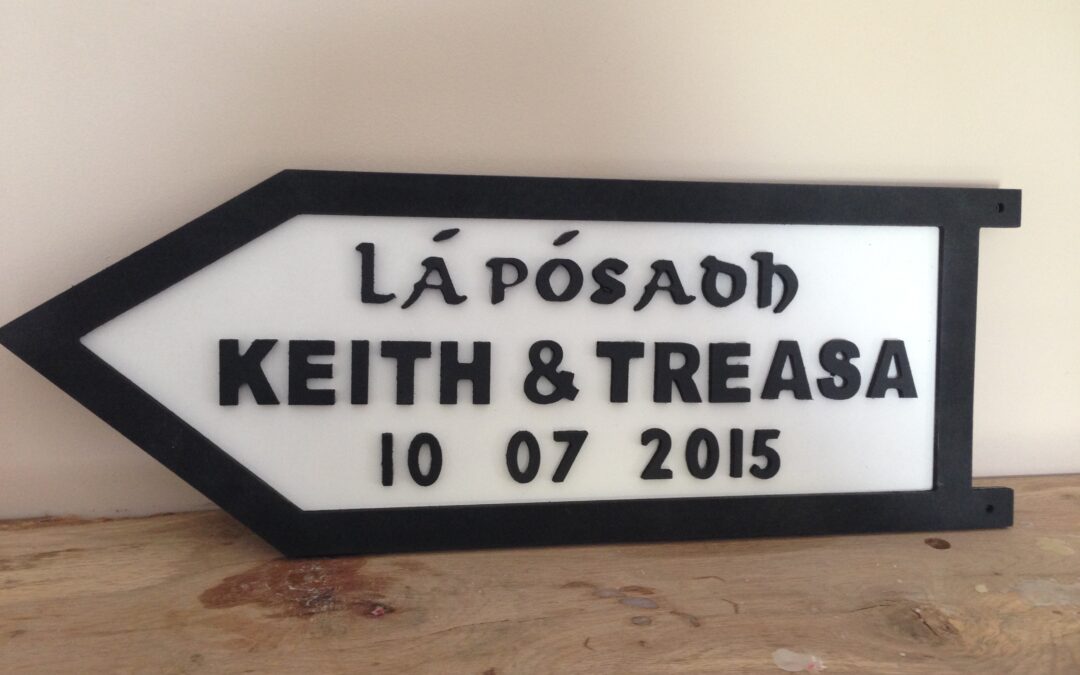 Lá Pósadh
KEITH & TREASA
10 07 2015